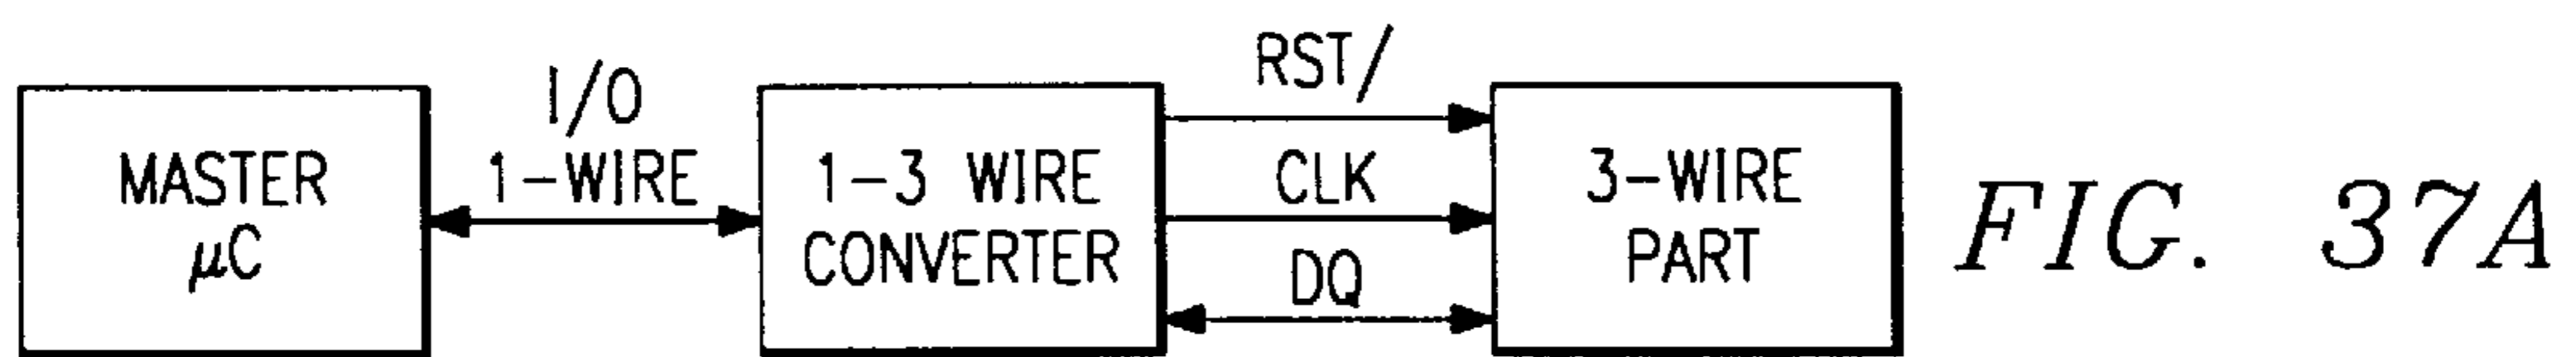 MASTER
μC
I/O
1-WIRE
1-3 WIRE
CONVERTER
RST/
CLK
DQ
3-WIRE
PART
FIG. 37A